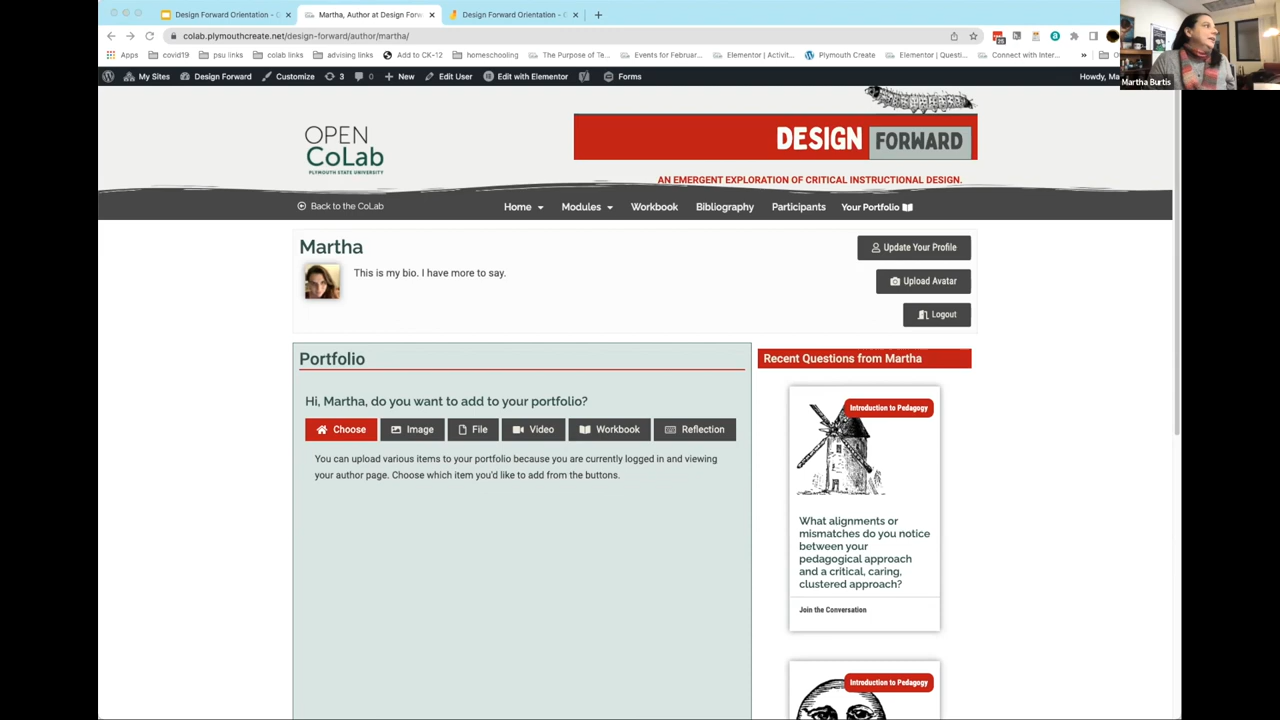 Design Forward Orientation - C
Martha, Author at Design Forw
Design Forward Orientation - C
colab.plymouthcreate.net/design-forward/author/martha/
Apps
covid19
psu links
colab links
advising links
Add to CK-12
homeschooling
The Purpose of Te...
Events for Februar...
Elementor | Activit...
Plymouth Create
Elementor | Questi...
Connect with Inter...
»
My Sites
Design Forward
Customize
3
0
New
Edit User
Edit with Elementor
Forms
Howdy, Ma
Martha Burtis
OPEN
CoLab
PLYMOUTH STATE UNIVERSITY
DESIGN FORWARD
AN EMERGENT EXPLORATION OF CRITICAL INSTRUCTIONAL DESIGN.
Back to the CoLab
Home
Modules
Workbook
Bibliography
Participants
Your Portfolio
Martha
This is my bio. I have more to say.
Update Your Profile
Upload Avatar
Logout
Portfolio
Hi, Martha, do you want to add to your portfolio?
Choose
Image
File
Video
Workbook
Reflection
You can upload various items to your portfolio because you are currently logged in and viewing
your author page. Choose which item you'd like to add from the buttons.
Recent Questions from Martha
Introduction to Pedagogy
What alignments or
mismatches do you notice
between your
pedagogical approach
and a critical, caring,
clustered approach?
Join the Conversation
Introduction to Pedagogy